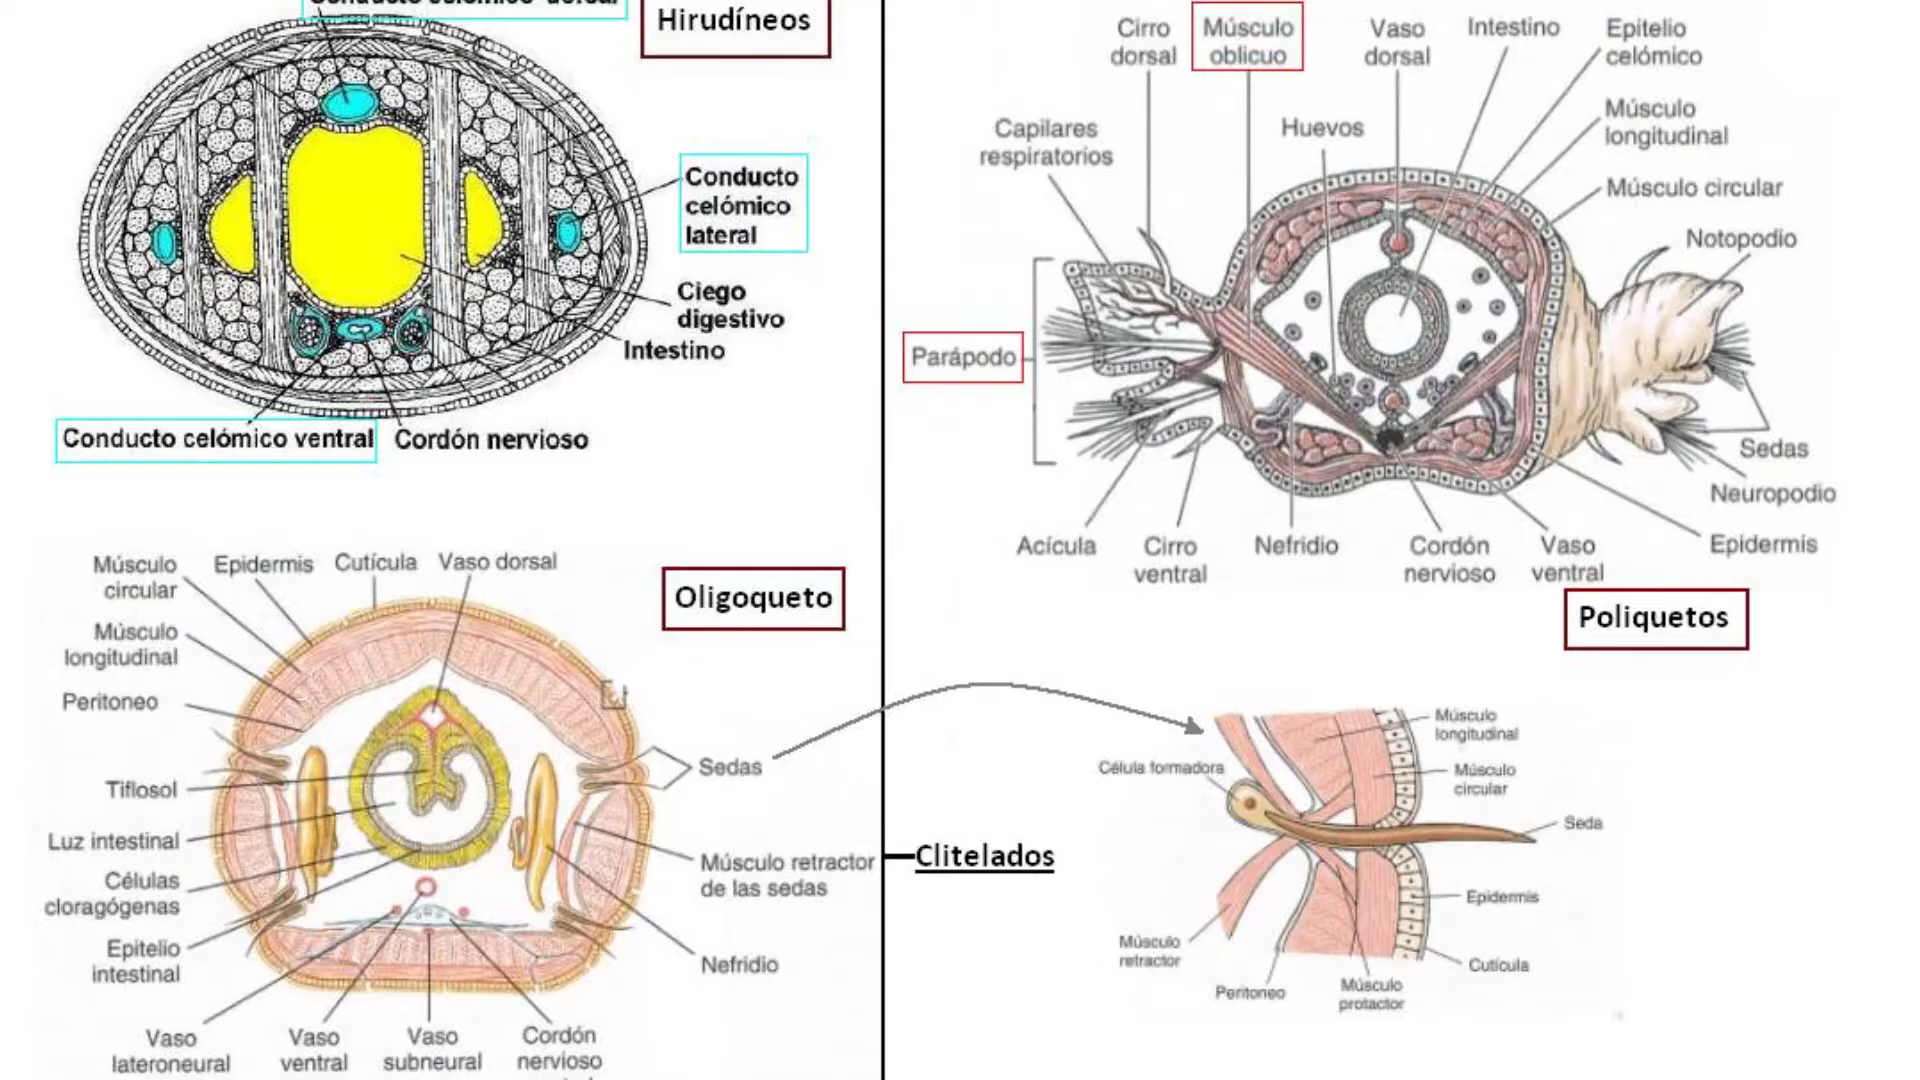 Conducto celómico dorsal
Hirudíneos
Conducto
celómico
lateral
Ciego
digestivo
Intestino
Conducto celómico ventral
Cordón nervioso
Cirro
dorsal
Músculo
oblicuo
Vaso
dorsal
Intestino
Epitelio
celómico
Músculo
longitudinal
Músculo circular
Capilares
respiratorios
Huevos
Notopodio
Parápodo
Sedas
Neuropodio
Acícula
Cirro
ventral
Nefridio
Cordón
nervioso
Vaso
ventral
Epidermis
Poliquetos
Músculo
circular
Epidermis
Cutícula
Vaso dorsal
Oligoqueto
Músculo
longitudinal
Peritoneo
Tiflosol
Luz intestinal
Células
cloragógenas
Epitelio
intestinal
Sedas
Músculo retractor
de las sedas
Nefridio
Vaso
lateroneural
Vaso
ventral
Vaso
subneural
Cordón
nervioso
Clitelados
Músculo
longitudinal
Célula formadora
Músculo
circular
Seda
Epidermis
Músculo
retractor
Peritoneo
Músculo
protactor
Cutícula